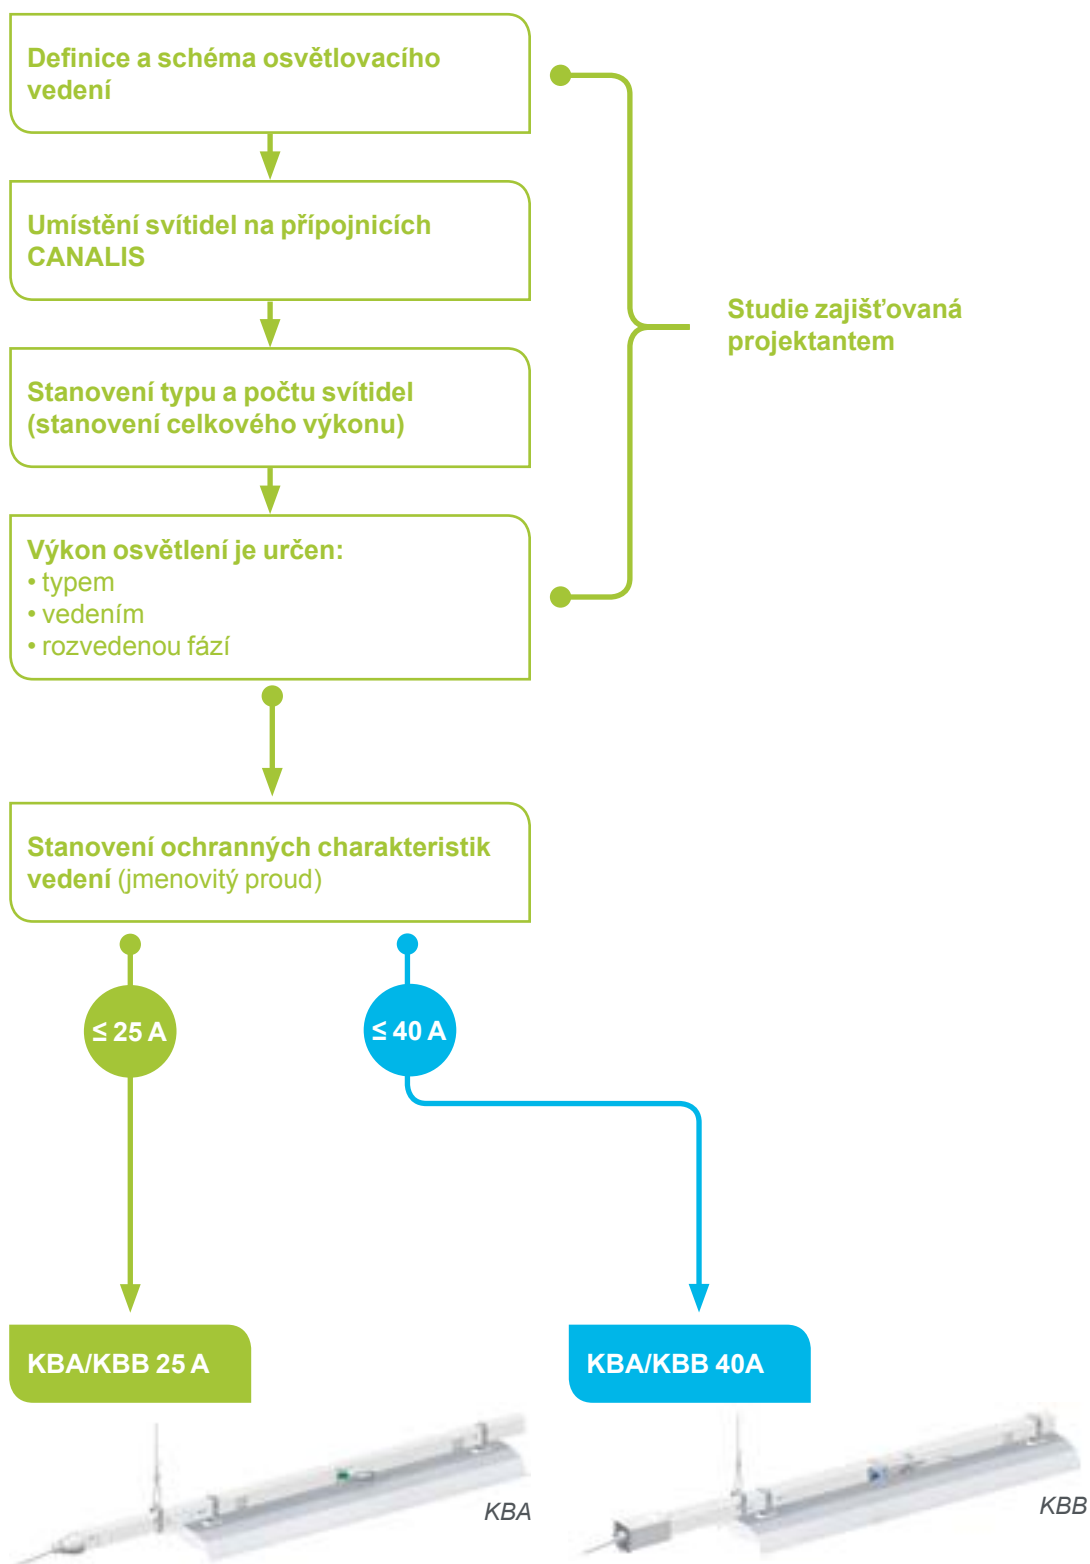 Definice a schéma osvětlovacího
vedení
Umístění svítidel na přípojnicích
CANALIS
Studie zajišťovaná
projektantem
Stanovení typu a počtu svítidel
(stanovení celkového výkonu)
Výkon osvětlení je určen:
• typem
• vedením
• rozvedenou fází
Stanovení ochranných charakteristik
vedení (jmenovitý proud)
≤ 25 A
≤ 40 A
KBA/KBB 25 A
KBA/KBB 40A
KBA
KBB